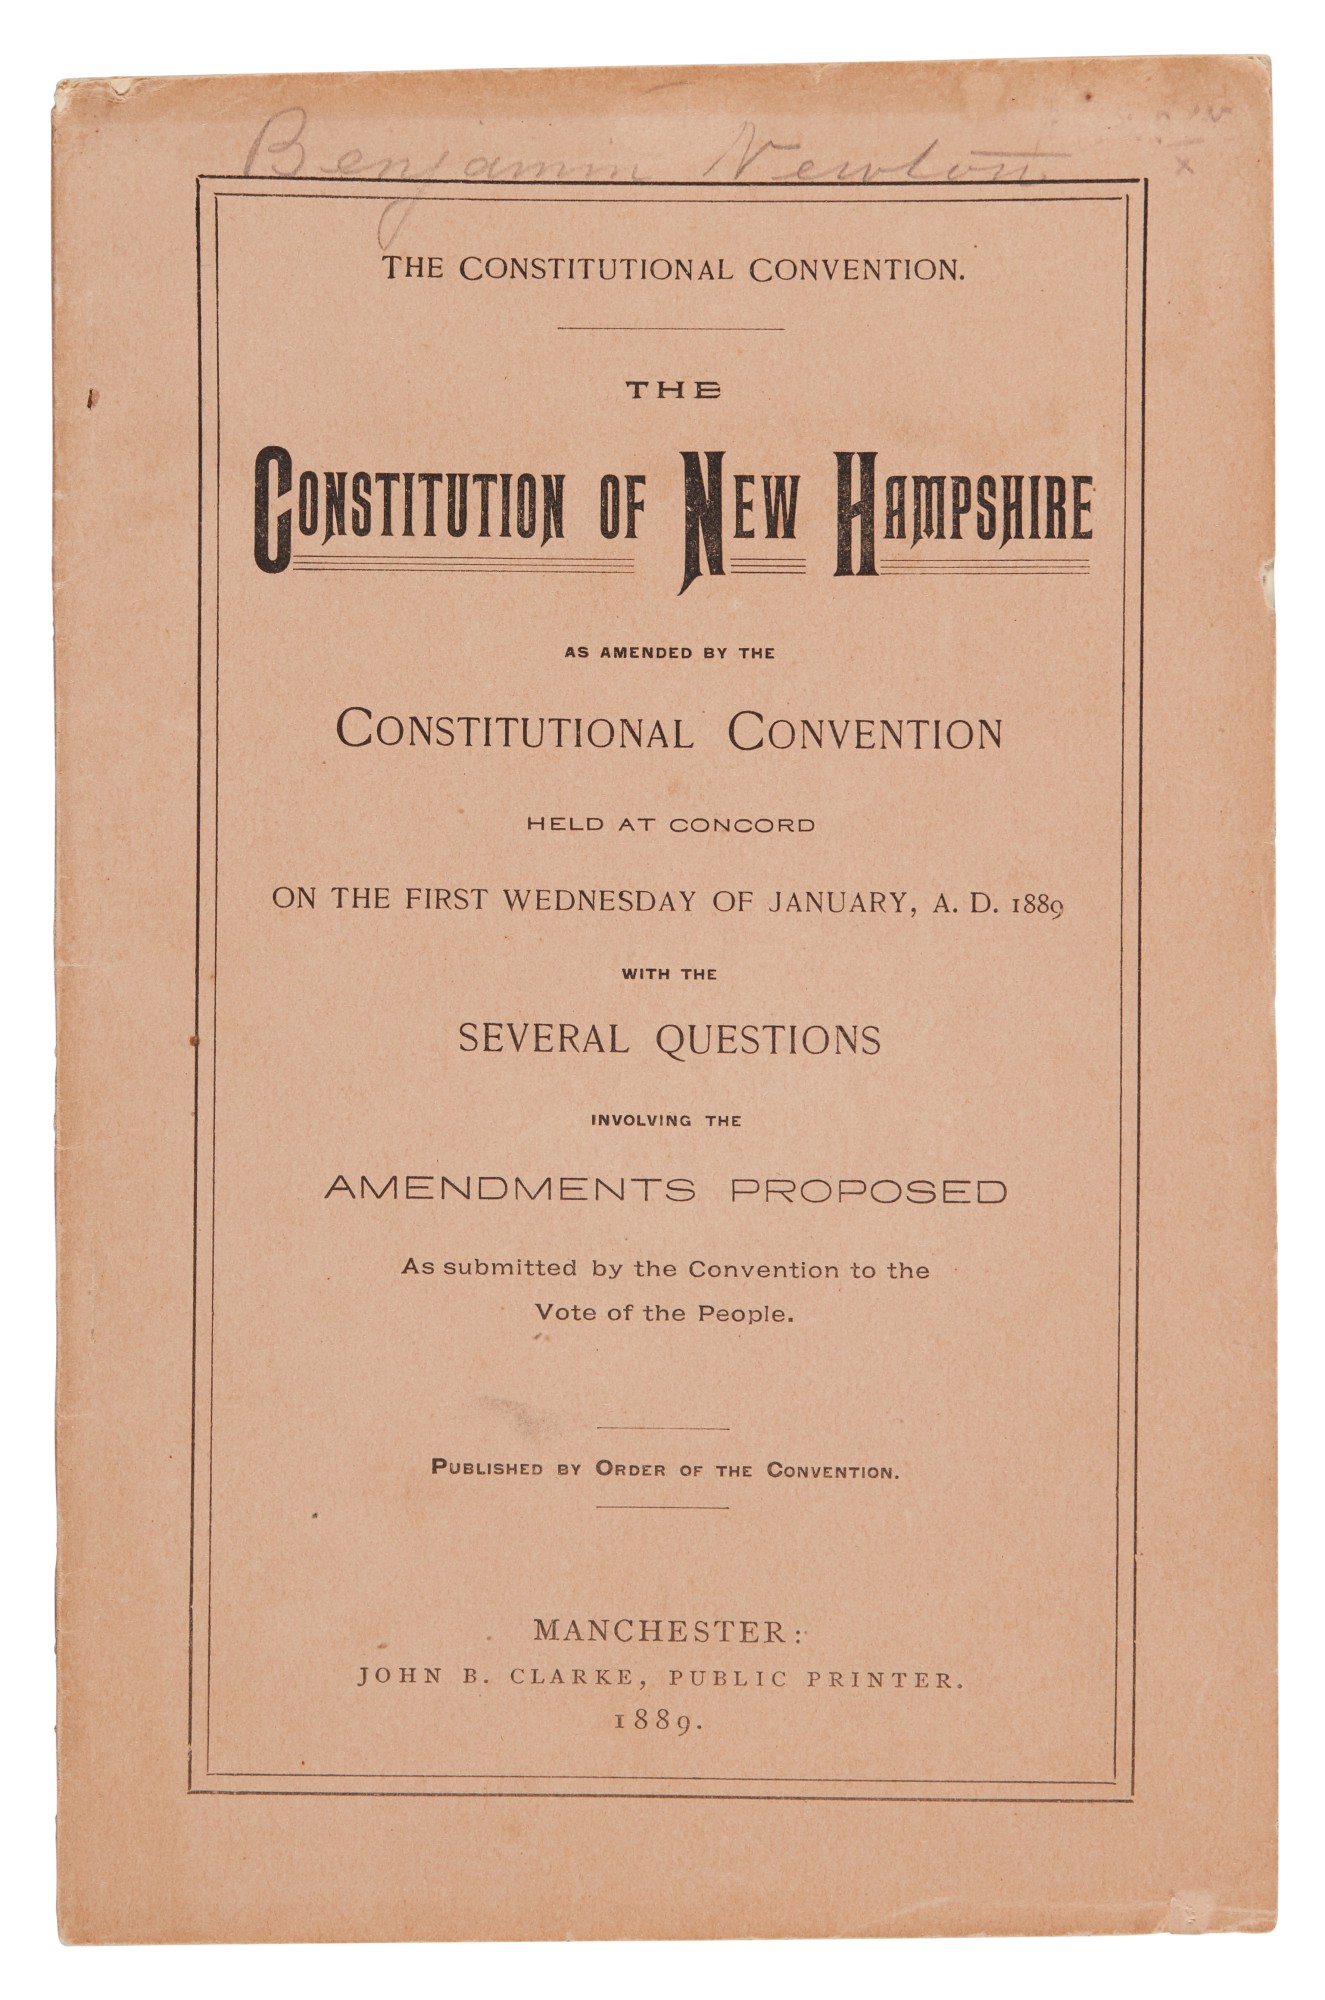 Benjamin Newton
THE CONSTITUTIONAL CONVENTION.
THE
CONSTITUTION OF NEW HAMPSHIRE
AS AMENDED BY THE
CONSTITUTIONAL CONVENTION
HELD AT CONCORD
ON THE FIRST WEDNESDAY OF JANUARY, A. D. 1889
WITH THE
SEVERAL QUESTIONS
INVOLVING THE
AMENDMENTS PROPOSED
As submitted by the Convention to the
Vote of the People.
PUBLISHED BY ORDER OF THE CONVENTION.
MANCHESTER:
JOHN B. CLARKE, PUBLIC PRINTER.
1889.